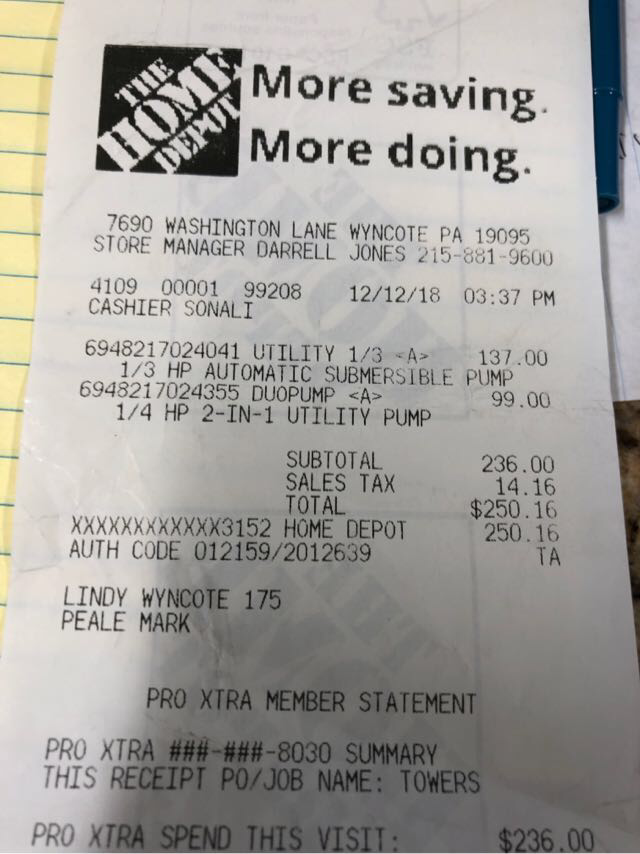 THE HOME DEPOT
More saving.
More doing.
7690 WASHINGTON LANE WYNCOTE PA 19095
STORE MANAGER DARRELL JONES 215-881-9600
4109 00001 99208 12/12/18 03:37 PM
CASHIER SONALI
6948217024041 UTILITY 1/3 <A> 137.00
1/3 HP AUTOMATIC SUBMERSIBLE PUMP
6948217024355 DUOPUMP <A> 99.00
1/4 HP 2-IN-1 UTILITY PUMP
SUBTOTAL 236.00
SALES TAX 14.16
TOTAL $250.16
XXXXXXXXXXXX3152 HOME DEPOT 250.16
AUTH CODE 012159/2012639 TA
LINDY WYNCOTE 175
PEALE MARK
PRO XTRA MEMBER STATEMENT
PRO XTRA ###-###-8030 SUMMARY
THIS RECEIPT PO/JOB NAME: TOWERS
PRO XTRA SPEND THIS VISIT: $236.00